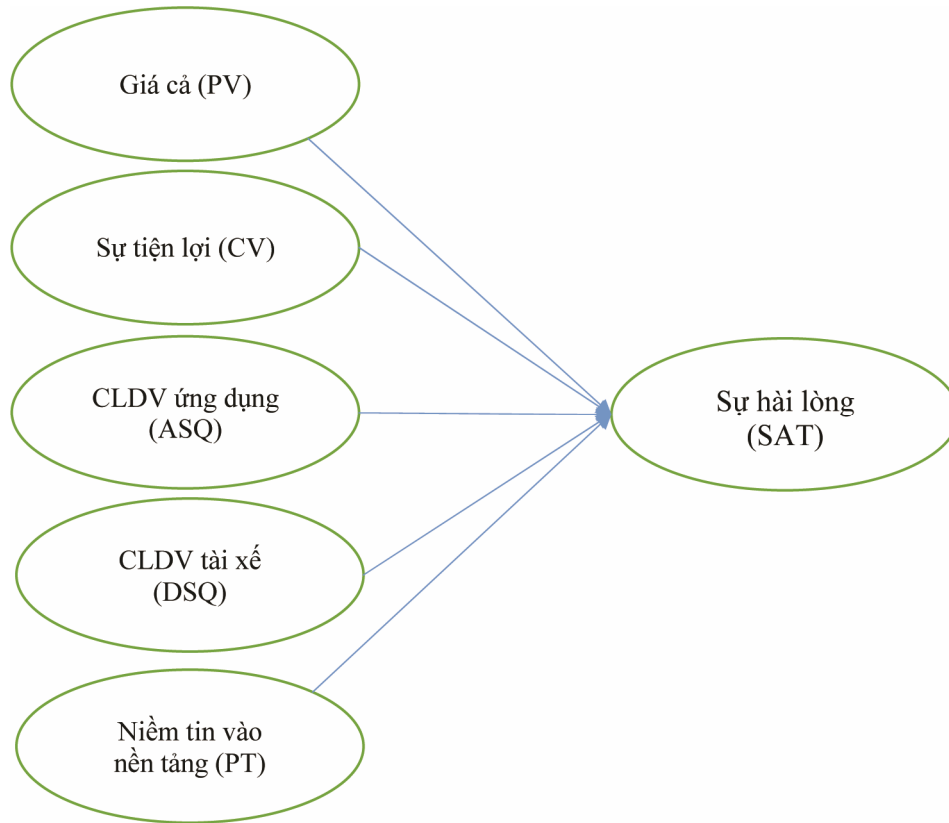 Giá cả (PV)
Sự tiện lợi (CV)
CLDV ứng dụng
(ASQ)
Sự hài lòng
(SAT)
CLDV tài xế
(DSQ)
Niềm tin vào
nền tảng (PT)